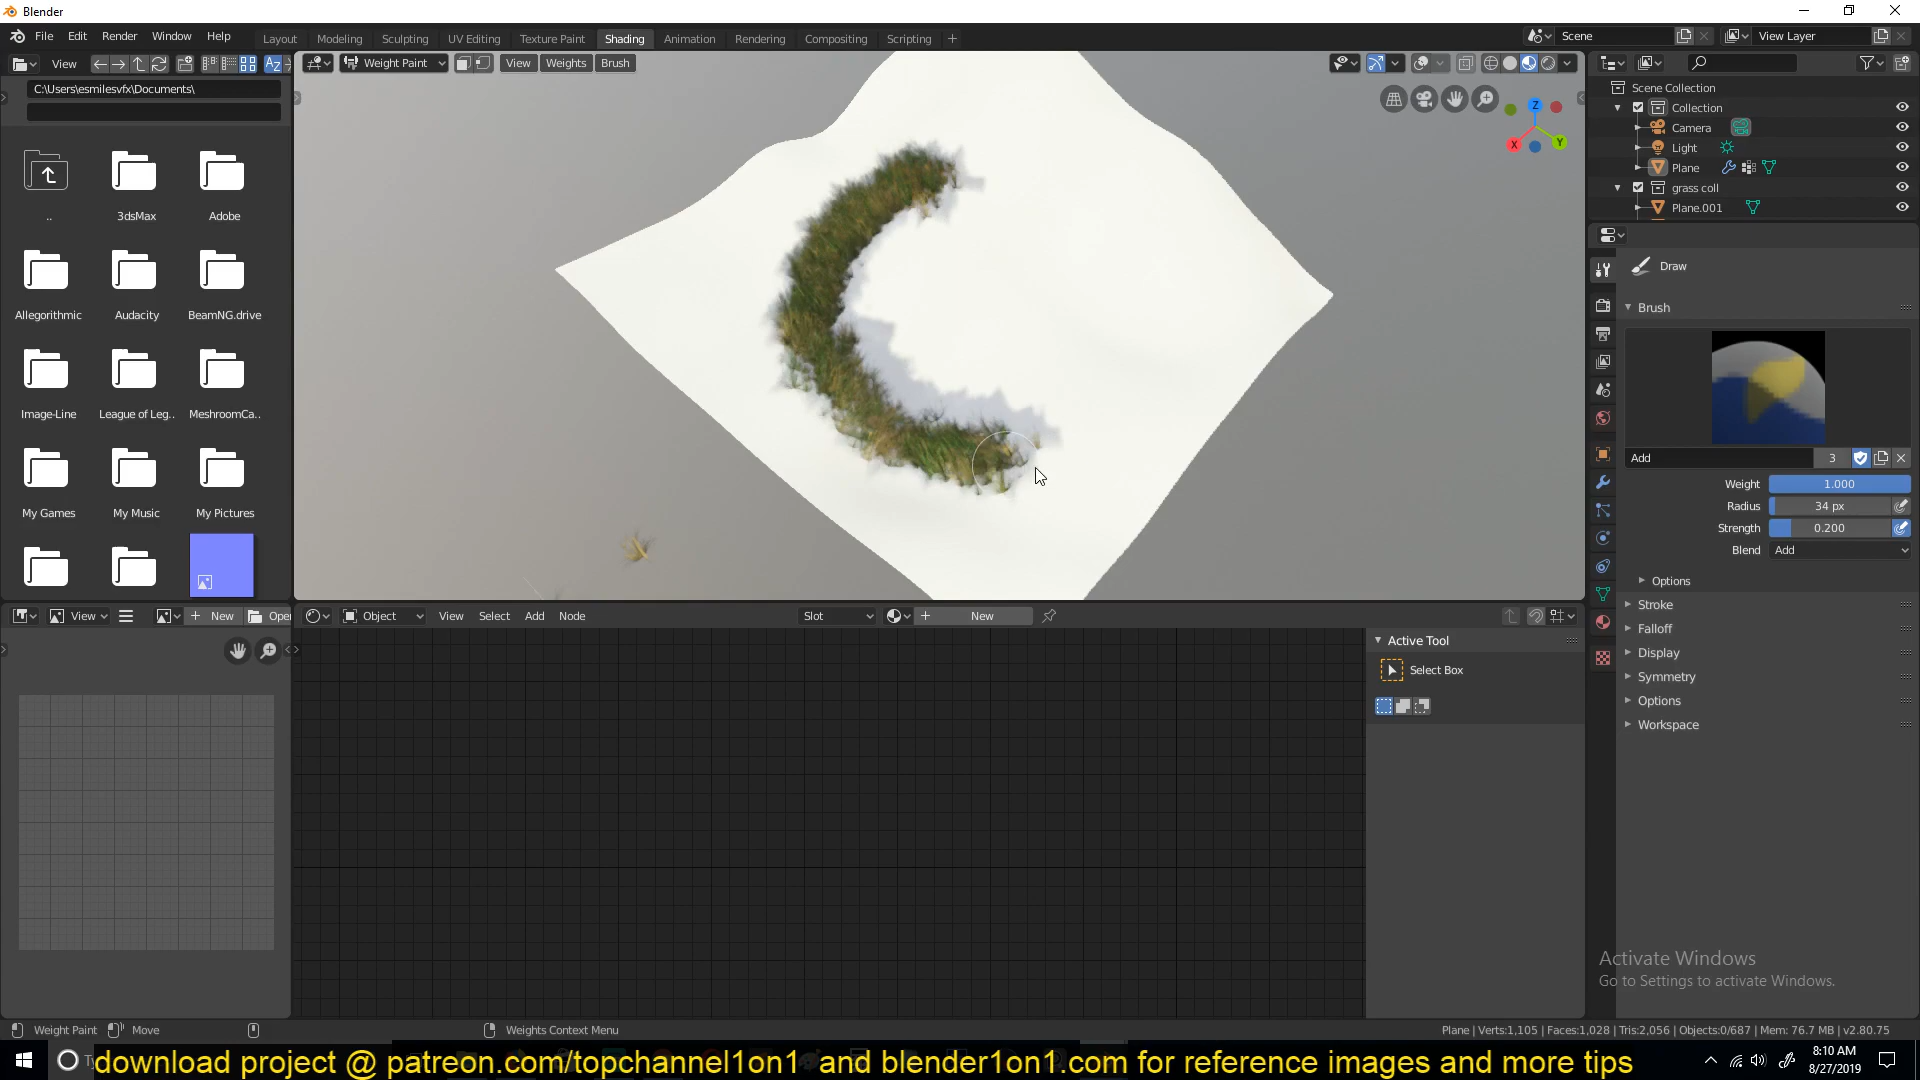 Blender
File Edit Render Window Help
Layout Modeling Sculpting UV Editing Texture Paint Shading Animation Rendering Compositing Scripting +
Scene View Layer
View
Weight Paint View Weights Brush
C:\Users\esmilesvfx\Documents\
.. 3dsMax Adobe
Allegorithmic Audacity BeamNG.drive
Image-Line League of Leg.. MeshroomCa..
My Games My Music My Pictures
Scene Collection
Collection
Camera
Light
Plane
grass coll
Plane.001
Draw
Brush
Add 3
Weight 1.000
Radius 34 px
Strength 0.200
Blend Add
Options
Stroke
Falloff
Display
Symmetry
Options
Workspace
X Y Z
View New Open
Object View Select Add Node Slot New
Active Tool
Select Box
Activate Windows
Go to Settings to activate Windows.
Weight Paint Move Weights Context Menu
Plane | Verts:1,105 | Faces:1,028 | Tris:2,056 | Objects:0/687 | Mem: 76.7 MB | v2.80.75
download project @ patreon.com/topchannel1on1 and blender1on1.com for reference images and more tips
8:10 AM
8/27/2019